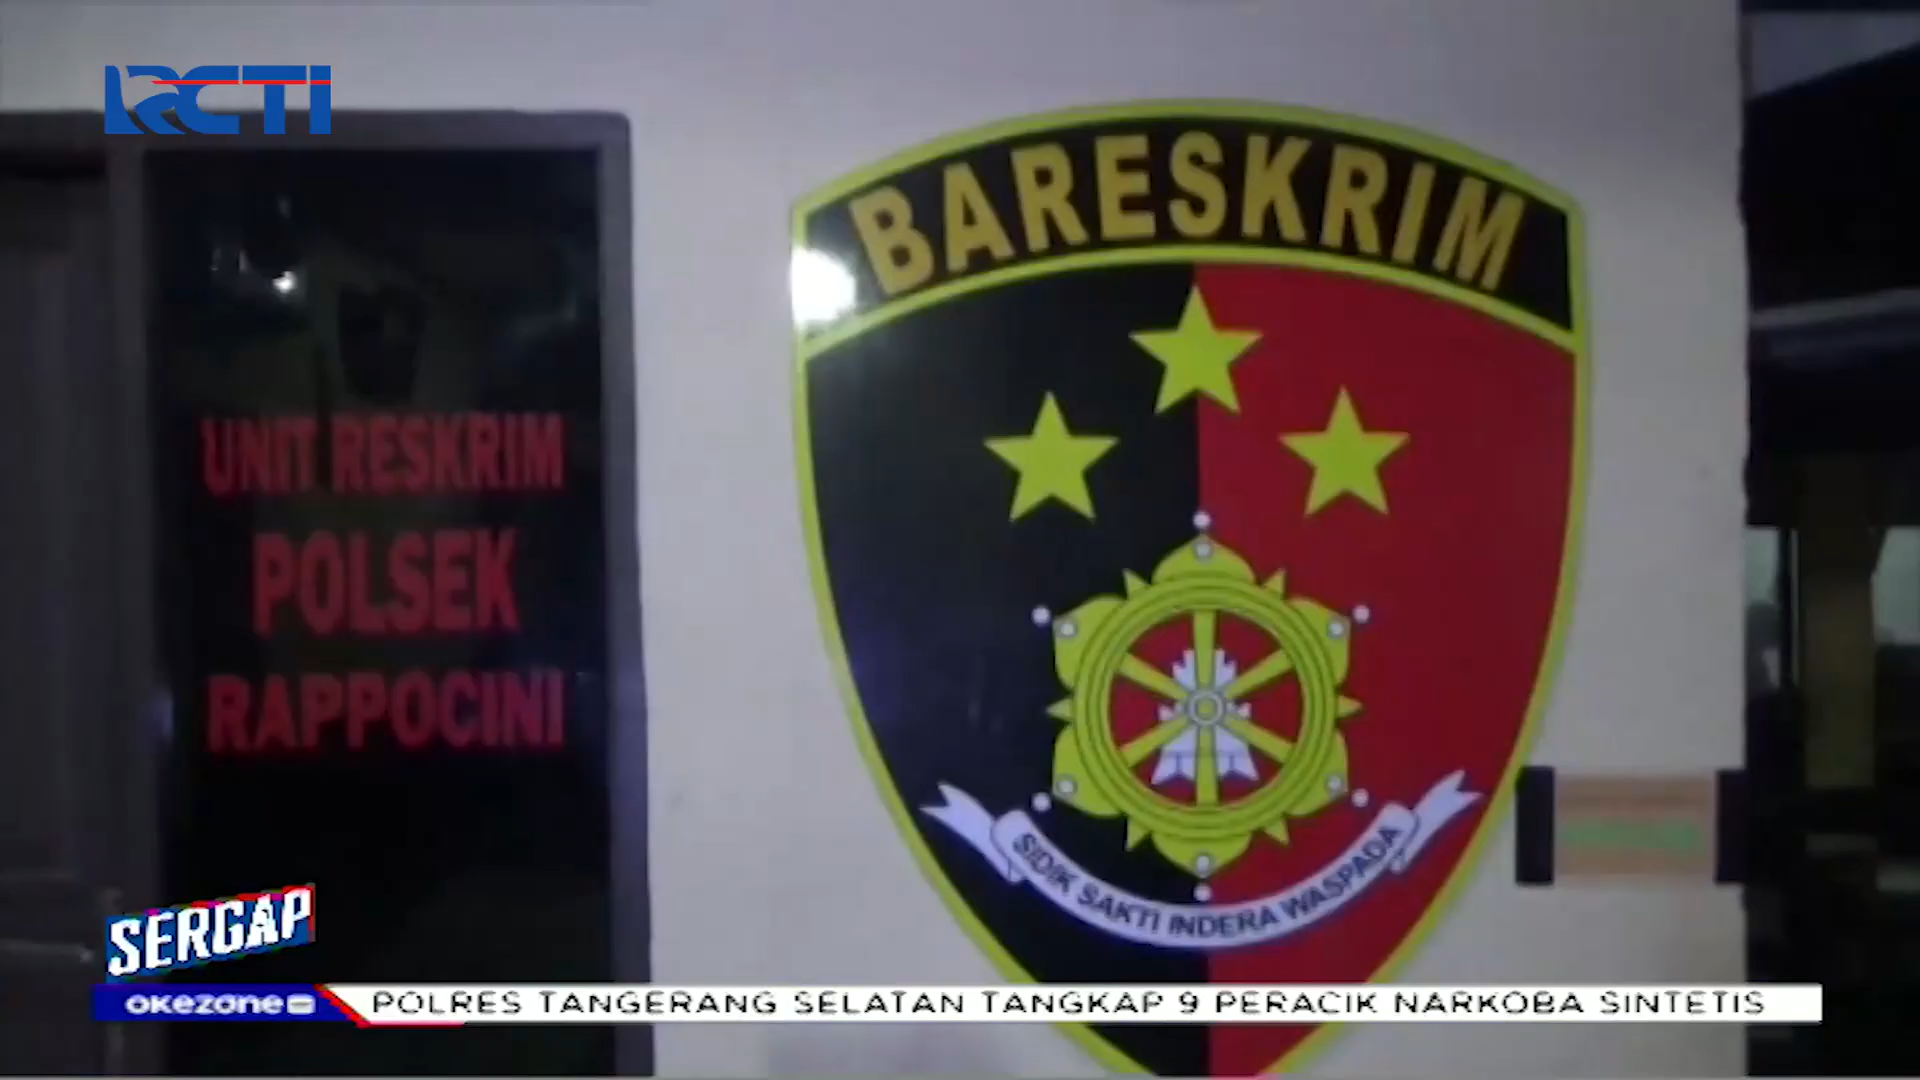 RCTI
BARESKRIM
UNIT RESKRIM
POLSEK
RAPPOCINI
SIDIK SAKTI INDERA WASPADA
SERGAP
okezone
POLRES TANGERANG SELATAN TANGKAP 9 PERACIK NARKOBA SINTETIS